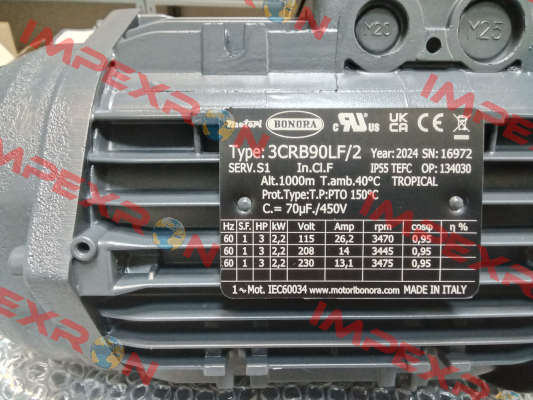 M20 M25
motori BONORA c RU US UK CA CE
Type: 3CRB90LF/2 Year: 2024 SN: 16972
SERV.S1 In.Cl.F IP55 TEFC OP: 134030
Alt.1000m T.amb.40°C TROPICAL
Prot.Type:T.P:PTO 150°C
C.= 70µF./450V
Hz S.F. HP kW Volt Amp rpm cosφ η %
60 1 3 2,2 115 26,2 3470 0,95
60 1 3 2,2 208 14 3445 0,95
60 1 3 2,2 230 13,1 3475 0,95
1~Mot. IEC60034 www.motoribonora.com MADE IN ITALY
IMPEXRON
IMPEXRON
IMPEXRON
IMPEXRON